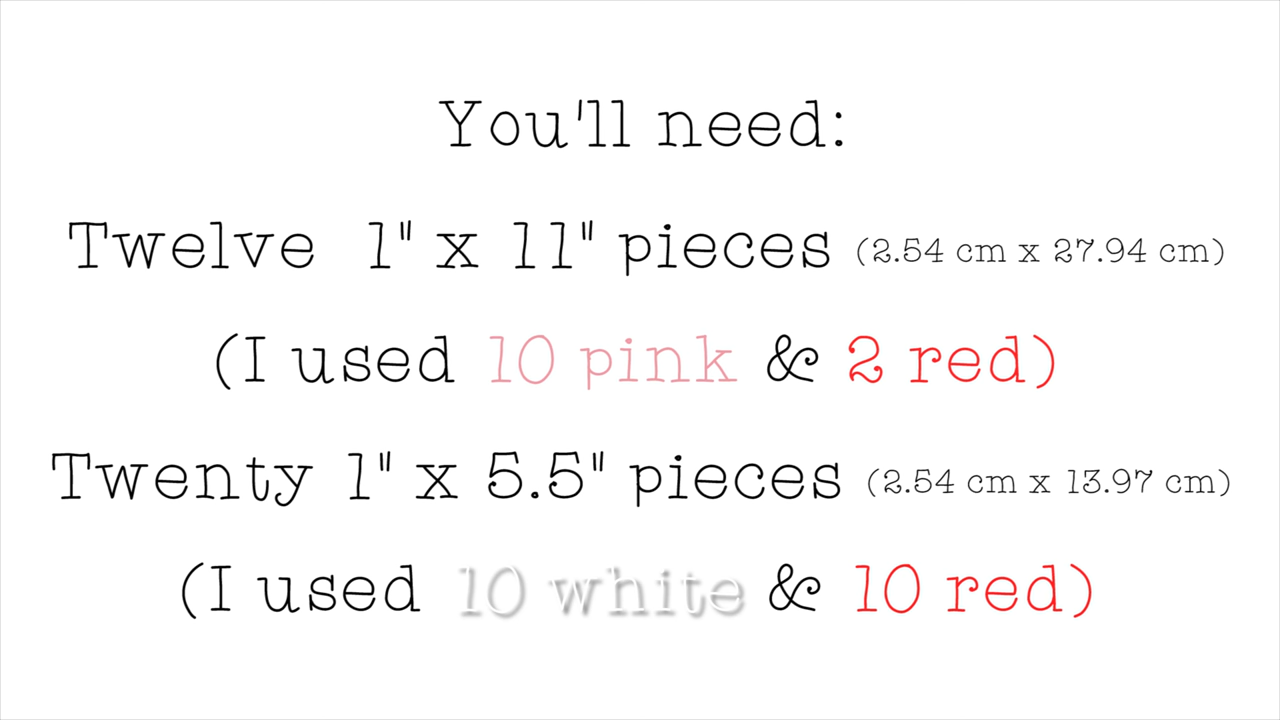 You'll need:
Twelve 1" x 11" pieces (2.54 cm x 27.94 cm)
(I used 10 pink & 2 red)
Twenty 1" x 5.5" pieces (2.54 cm x 13.97 cm)
(I used 10 white & 10 red)